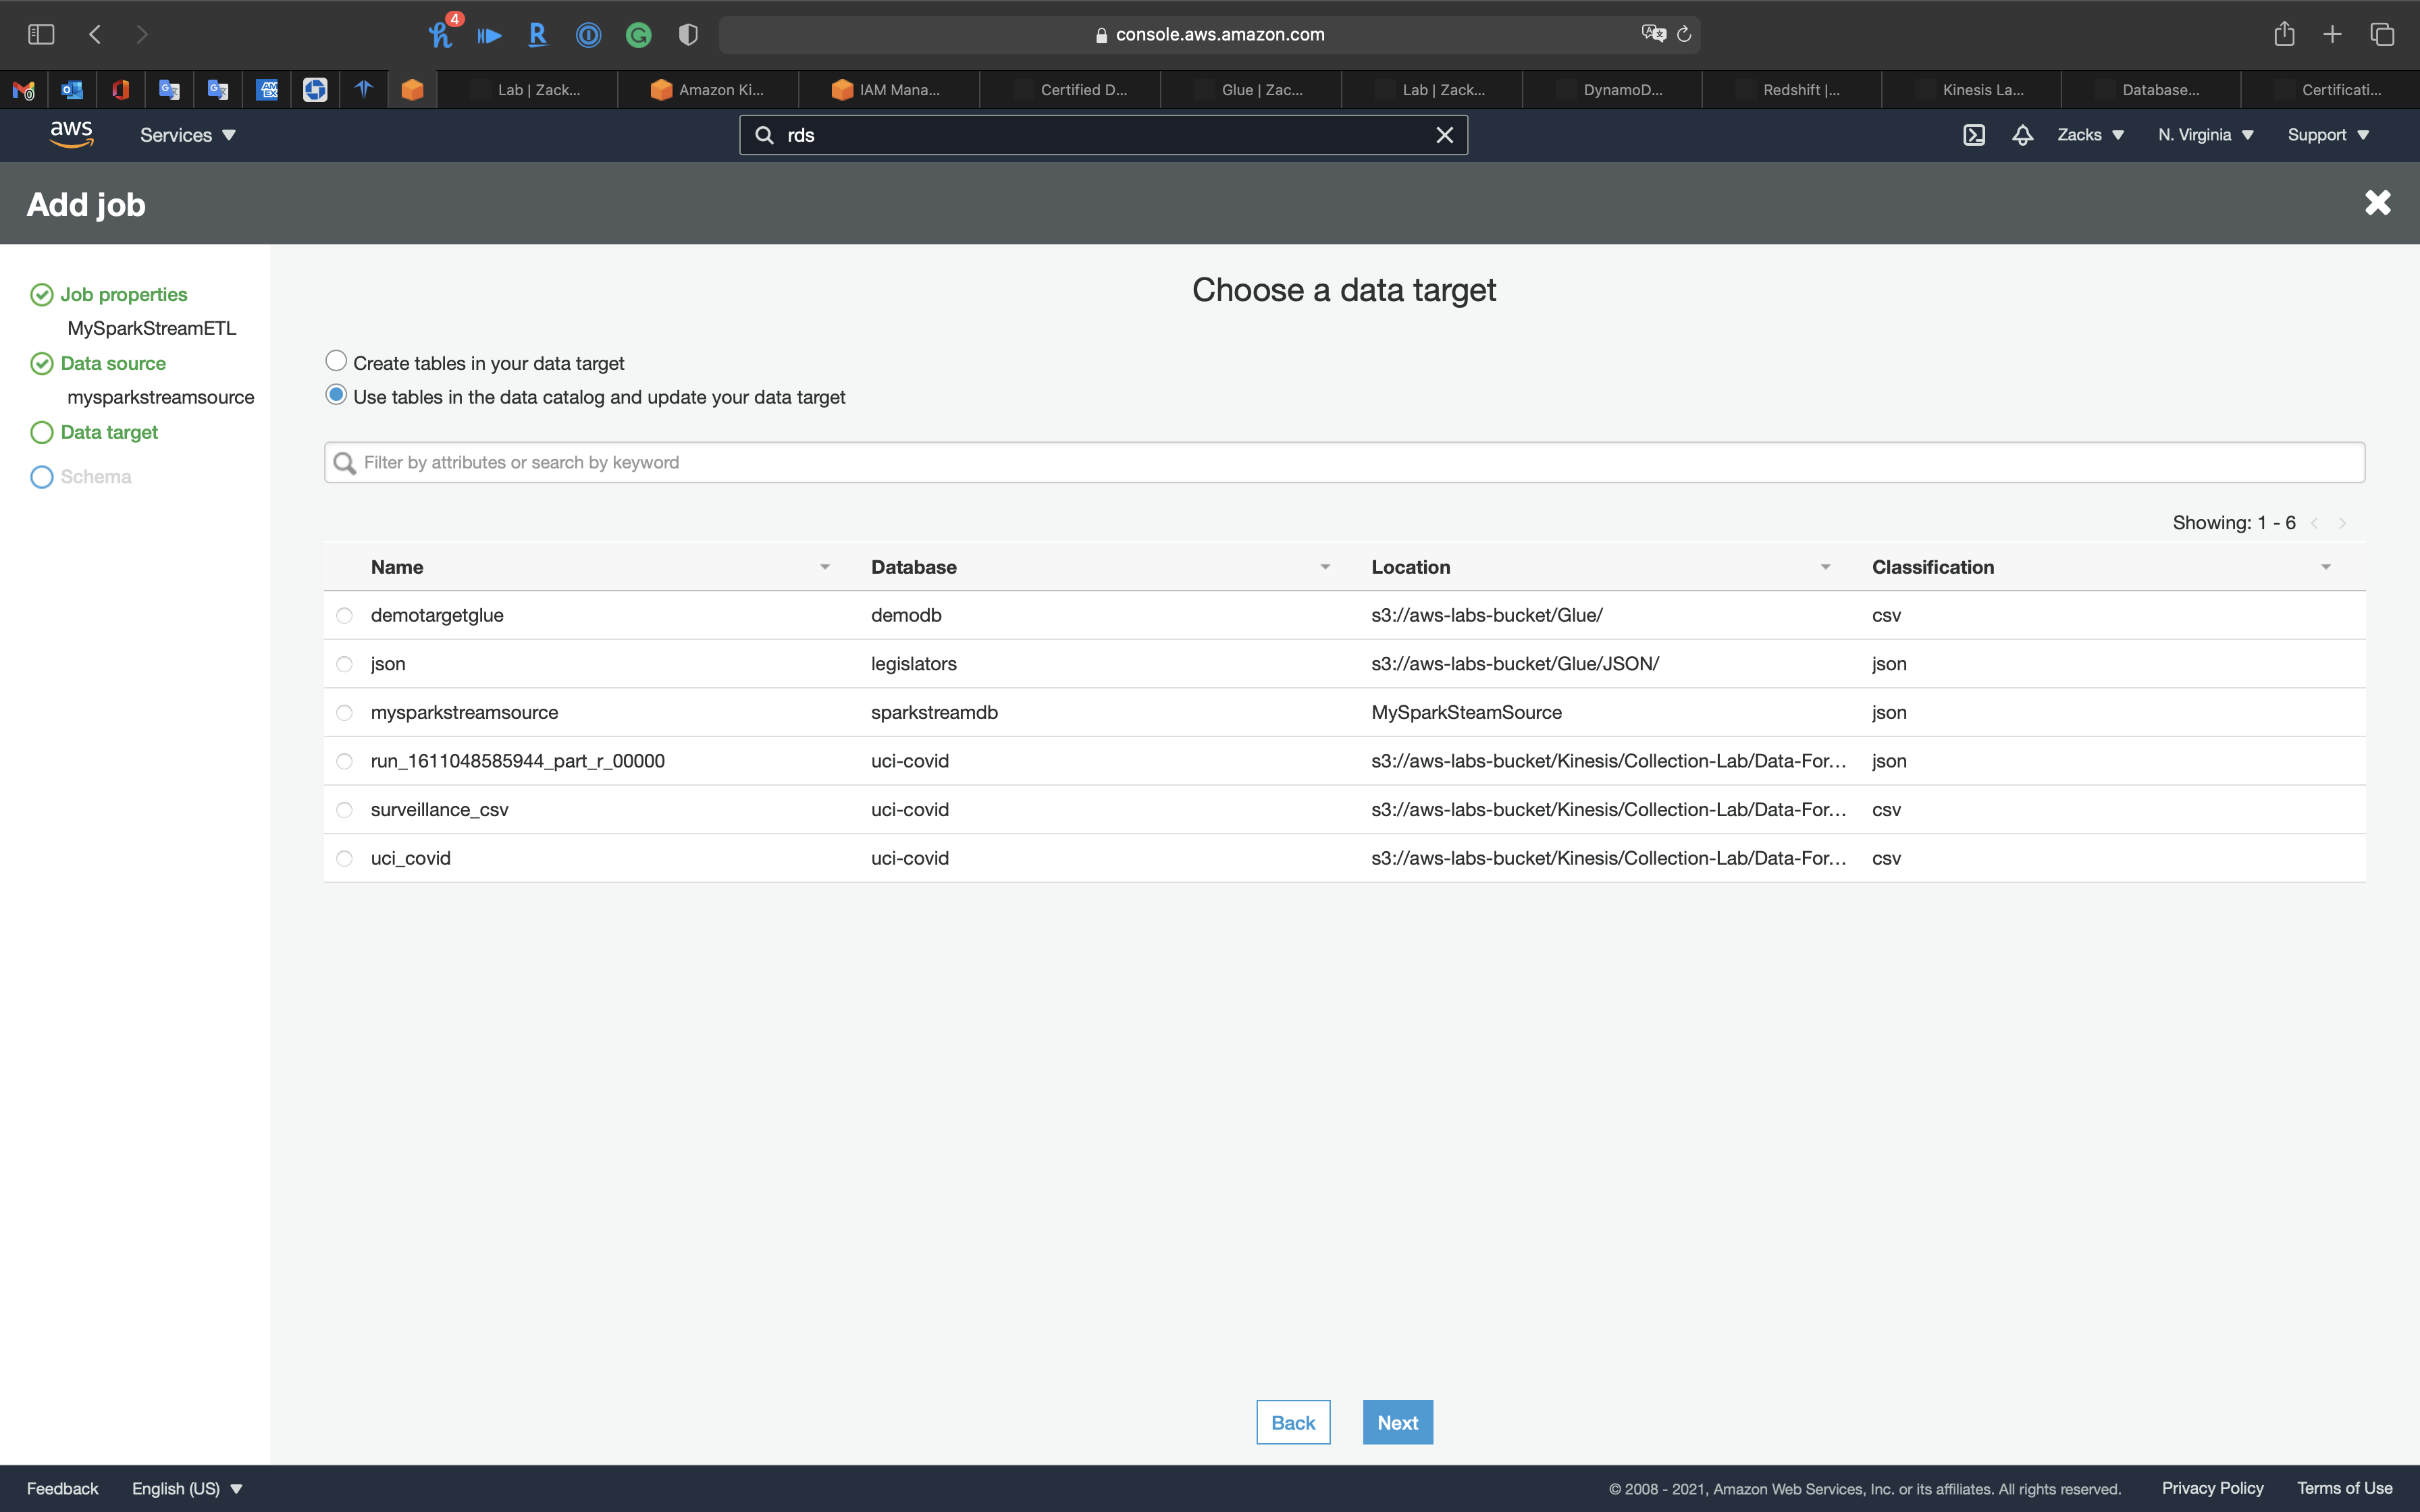 4
console.aws.amazon.com
Lab | Zack...
Amazon Ki...
IAM Mana...
Certified D...
Glue | Zac...
Lab | Zack...
DynamoD...
Redshift |...
Kinesis La...
Database...
Certificati...
aws
Services
rds
Zacks
N. Virginia
Support
Add job
Job properties
MySparkStreamETL
Data source
mysparkstreamsource
Data target
Schema
Choose a data target
Create tables in your data target
Use tables in the data catalog and update your data target
Filter by attributes or search by keyword
Showing: 1 - 6
Name Database Location Classification
demotargetglue demodb s3://aws-labs-bucket/Glue/ csv
json legislators s3://aws-labs-bucket/Glue/JSON/ json
mysparkstreamsource sparkstreamdb MySparkSteamSource json
run_1611048585944_part_r_00000 uci-covid s3://aws-labs-bucket/Kinesis/Collection-Lab/Data-For... json
surveillance_csv uci-covid s3://aws-labs-bucket/Kinesis/Collection-Lab/Data-For... csv
uci_covid uci-covid s3://aws-labs-bucket/Kinesis/Collection-Lab/Data-For... csv
Back
Next
Feedback
English (US)
© 2008 - 2021, Amazon Web Services, Inc. or its affiliates. All rights reserved.
Privacy Policy
Terms of Use